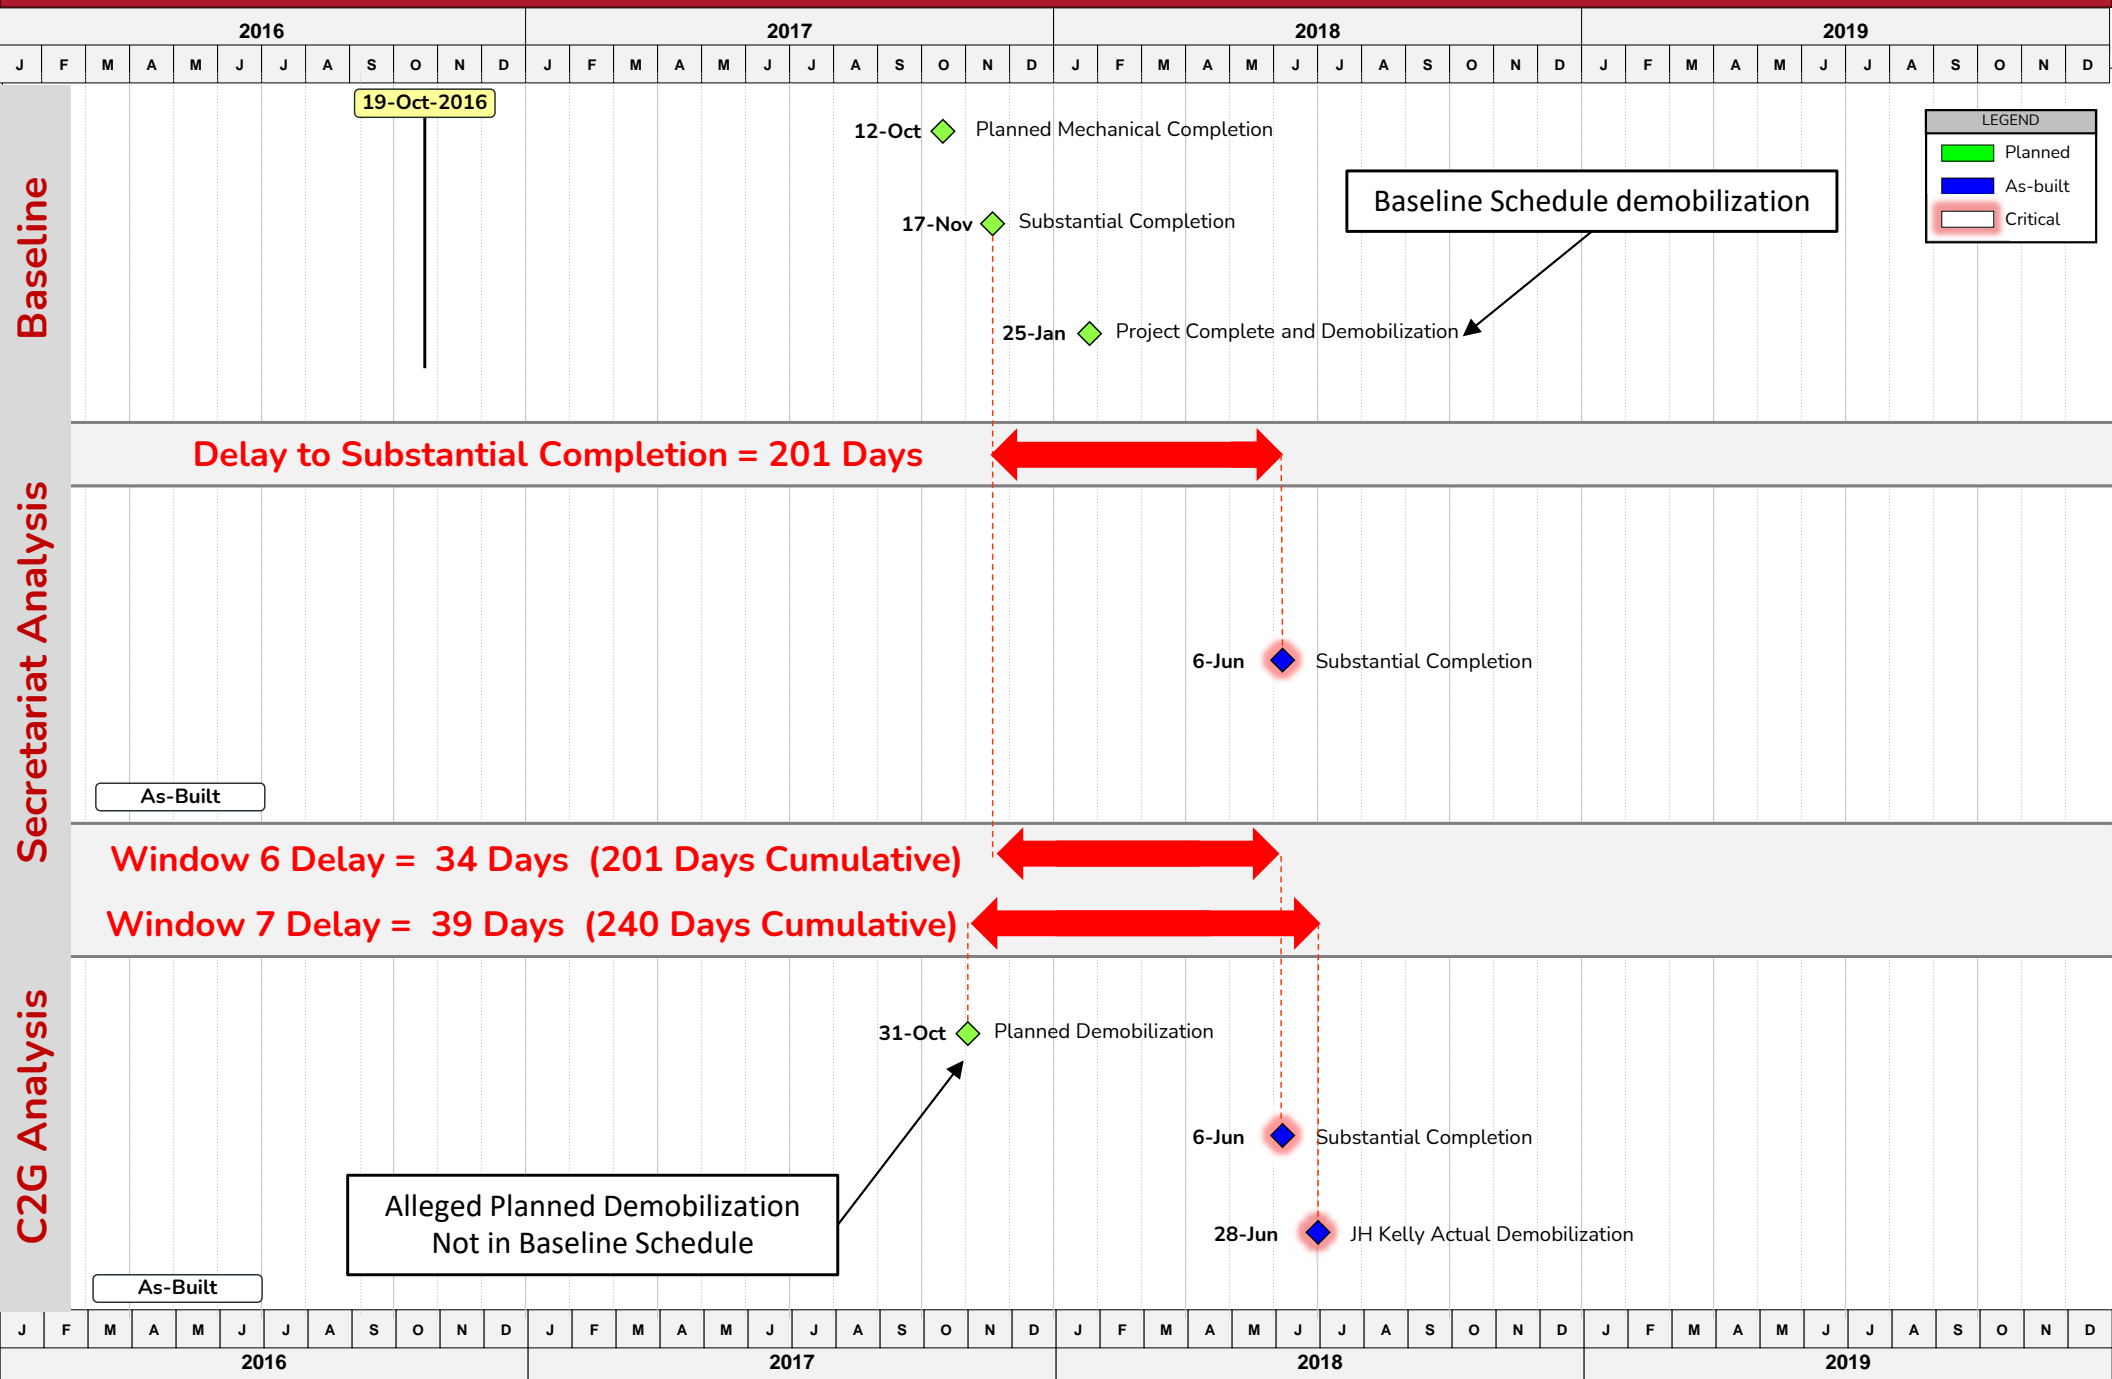 2016 2017 2018 2019
J F M A M J J A S O N D J F M A M J J A S O N D J F M A M J J A S O N D J F M A M J J A S O N D
19-Oct-2016
Baseline
12-Oct Planned Mechanical Completion
17-Nov Substantial Completion
25-Jan Project Complete and Demobilization
Baseline Schedule demobilization
LEGEND
Planned
As-built
Critical
Secretariat Analysis
Delay to Substantial Completion = 201 Days
6-Jun Substantial Completion
As-Built
Window 6 Delay = 34 Days (201 Days Cumulative)
Window 7 Delay = 39 Days (240 Days Cumulative)
C2G Analysis
31-Oct Planned Demobilization
6-Jun Substantial Completion
Alleged Planned Demobilization
Not in Baseline Schedule
28-Jun JH Kelly Actual Demobilization
As-Built
J F M A M J J A S O N D J F M A M J J A S O N D J F M A M J J A S O N D J F M A M J J A S O N D
2016 2017 2018 2019